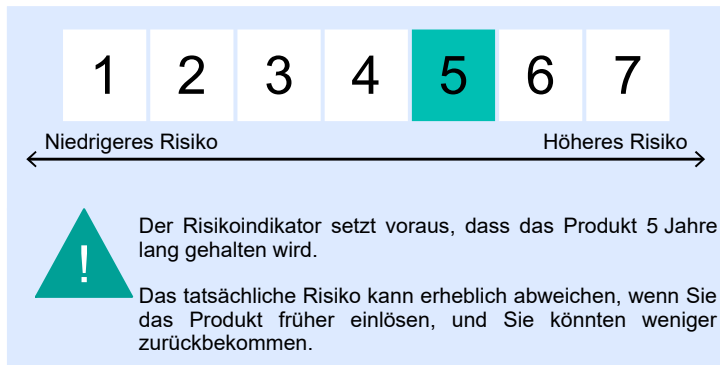 1 2 3 4 5 6 7
Niedrigeres Risiko Höheres Risiko
!
Der Risikoindikator setzt voraus, dass das Produkt 5 Jahre
lang gehalten wird.
Das tatsächliche Risiko kann erheblich abweichen, wenn Sie
das Produkt früher einlösen, und Sie könnten weniger
zurückbekommen.